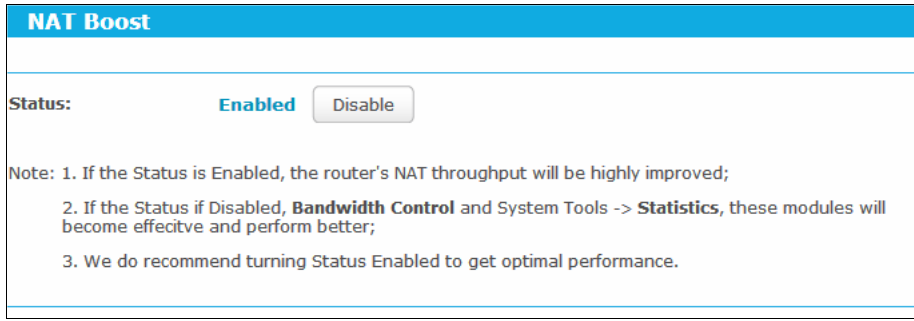 NAT Boost
Status: Enabled Disable
Note: 1. If the Status is Enabled, the router's NAT throughput will be highly improved;
2. If the Status if Disabled, Bandwidth Control and System Tools -> Statistics, these modules will
become effecitve and perform better;
3. We do recommend turning Status Enabled to get optimal performance.